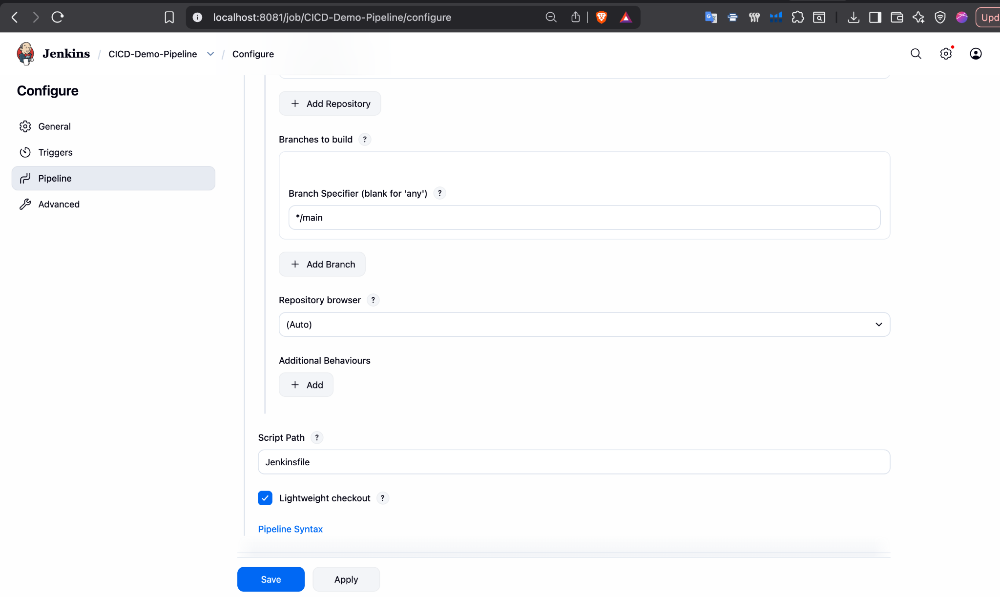 localhost:8081/job/CICD-Demo-Pipeline/configure
Upd
Jenkins / CICD-Demo-Pipeline / Configure
Configure
General
Triggers
Pipeline
Advanced
+ Add Repository
Branches to build ?
Branch Specifier (blank for 'any') ?
*/main
+ Add Branch
Repository browser ?
(Auto)
Additional Behaviours
+ Add
Script Path ?
Jenkinsfile
Lightweight checkout ?
Pipeline Syntax
Save Apply